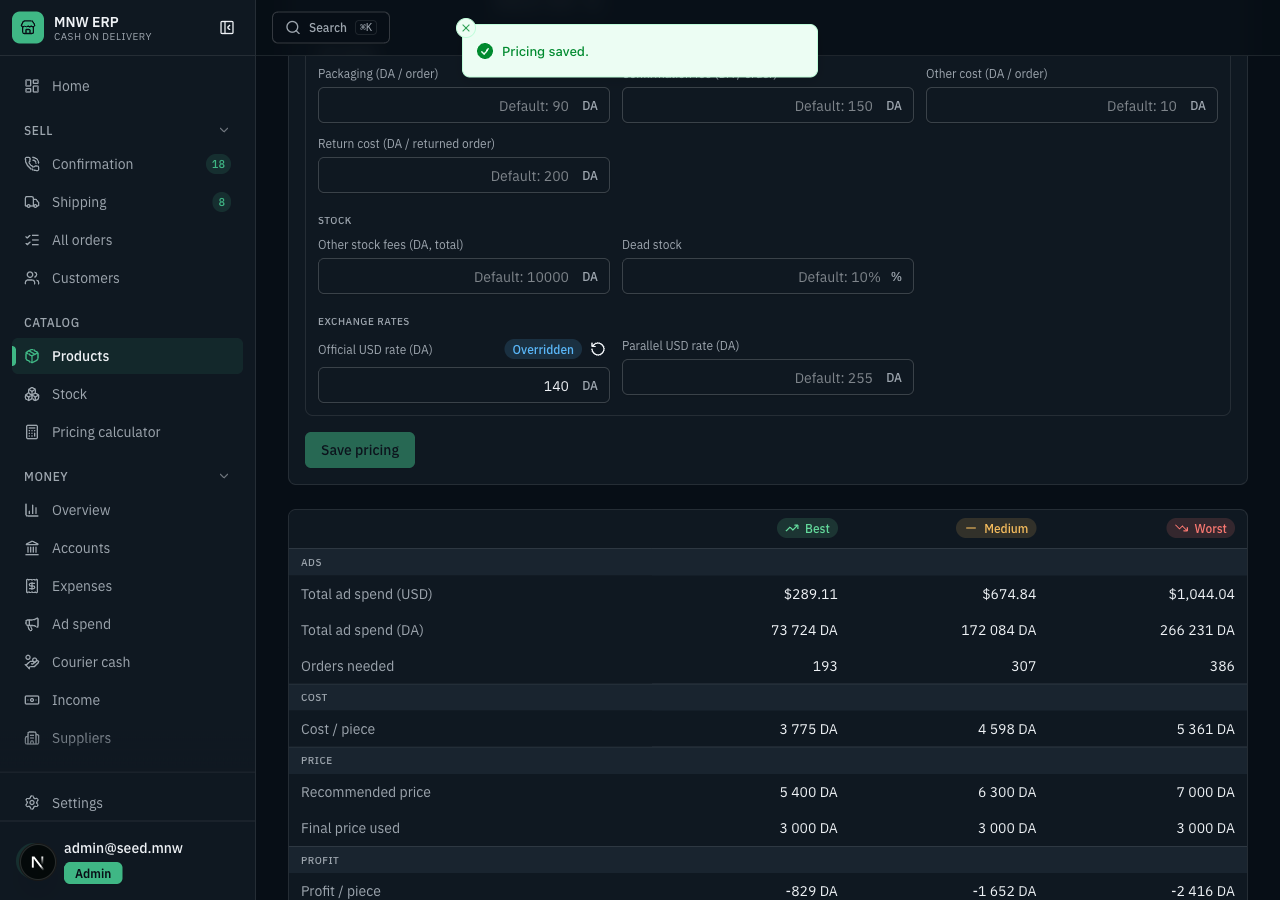 MNW ERP
CASH ON DELIVERY
Search ⌘K
Pricing saved.
Home
SELL
Confirmation 18
Shipping 8
All orders
Customers
CATALOG
Products
Stock
Pricing calculator
MONEY
Overview
Accounts
Expenses
Ad spend
Courier cash
Income
Suppliers
Settings
N
admin@seed.mnw
Admin
Packaging (DA / order)
Other cost (DA / order)
Default: 90 DA
Default: 150 DA
Default: 10 DA
Return cost (DA / returned order)
Default: 200 DA
STOCK
Other stock fees (DA, total)
Dead stock
Default: 10000 DA
Default: 10% %
EXCHANGE RATES
Official USD rate (DA) Overridden
Parallel USD rate (DA)
140 DA
Default: 255 DA
Save pricing
Best Medium Worst
ADS
Total ad spend (USD) $289.11 $674.84 $1,044.04
Total ad spend (DA) 73 724 DA 172 084 DA 266 231 DA
Orders needed 193 307 386
COST
Cost / piece 3 775 DA 4 598 DA 5 361 DA
PRICE
Recommended price 5 400 DA 6 300 DA 7 000 DA
Final price used 3 000 DA 3 000 DA 3 000 DA
PROFIT
Profit / piece -829 DA -1 652 DA -2 416 DA